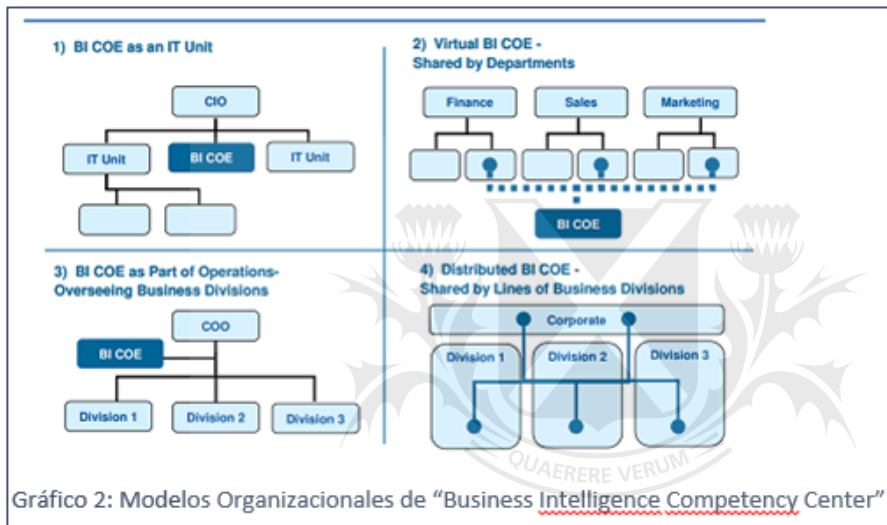 1) BI COE as an IT Unit
CIO
IT Unit
BI COE
IT Unit
2) Virtual BI COE -
Shared by Departments
Finance
Sales
Marketing
BI COE
3) BI COE as Part of Operations-
Overseeing Business Divisions
COO
BI COE
Division 1
Division 2
Division 3
4) Distributed BI COE -
Shared by Lines of Business Divisions
Corporate
Division 1
Division 2
Division 3
QUAERERE VERUM
Gráfico 2: Modelos Organizacionales de “Business Intelligence Competency Center”